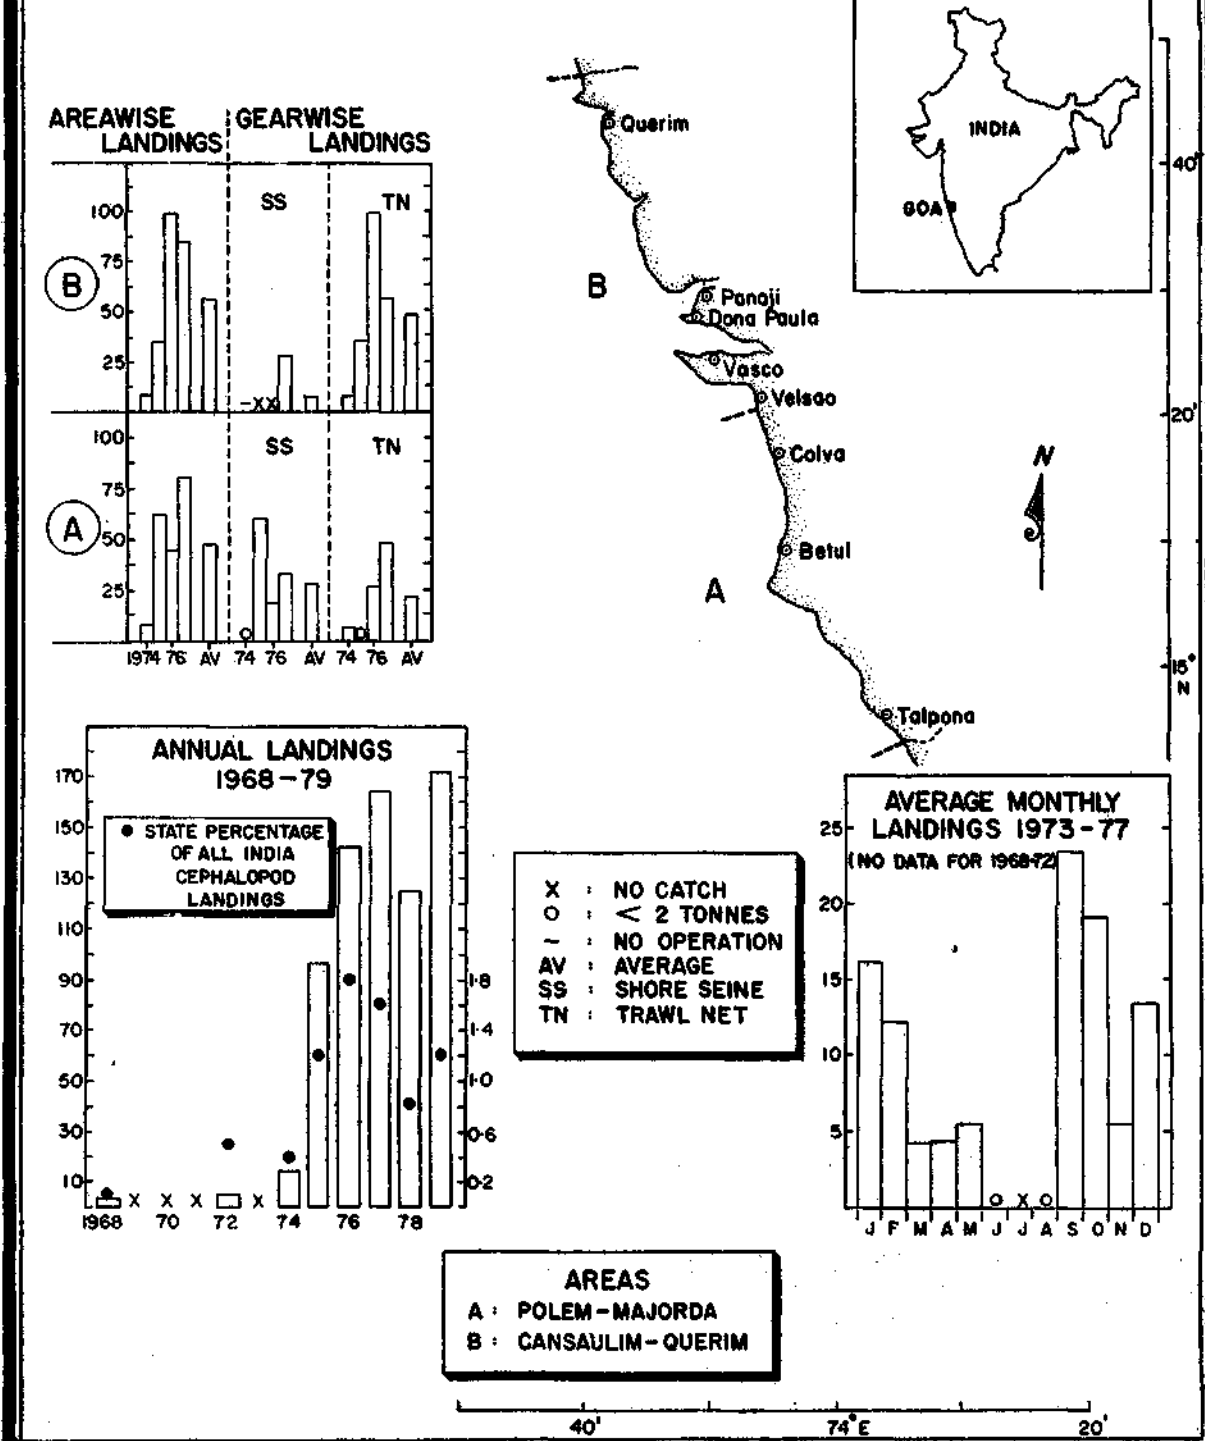 AREAWISE LANDINGS
GEARWISE LANDINGS
B
100
75
50
25
SS
TN
-XX
A
100
75
50
25
SS
TN
O
O
1974 76 AV 74 76 AV 74 76 AV
Querim
B
Panaji
Dona Paula
Vasco
Velsao
Colva
Betul
A
Talpona
N
INDIA
GOA
40'
20'
15°
N
ANNUAL LANDINGS
1968-79
● STATE PERCENTAGE
OF ALL INDIA
CEPHALOPOD
LANDINGS
170
150
130
110
90
70
50
30
10
1.8
1.4
1.0
0.6
0.2
X X X X
1968 70 72 74 76 78
X : NO CATCH
O : < 2 TONNES
- : NO OPERATION
AV : AVERAGE
SS : SHORE SEINE
TN : TRAWL NET
AVERAGE MONTHLY
LANDINGS 1973-77
(NO DATA FOR 1968-72)
25
20
15
10
5
O X O
J F M A M J J A S O N D
AREAS
A : POLEM-MAJORDA
B : CANSAULIM-QUERIM
40' 74°E 20'